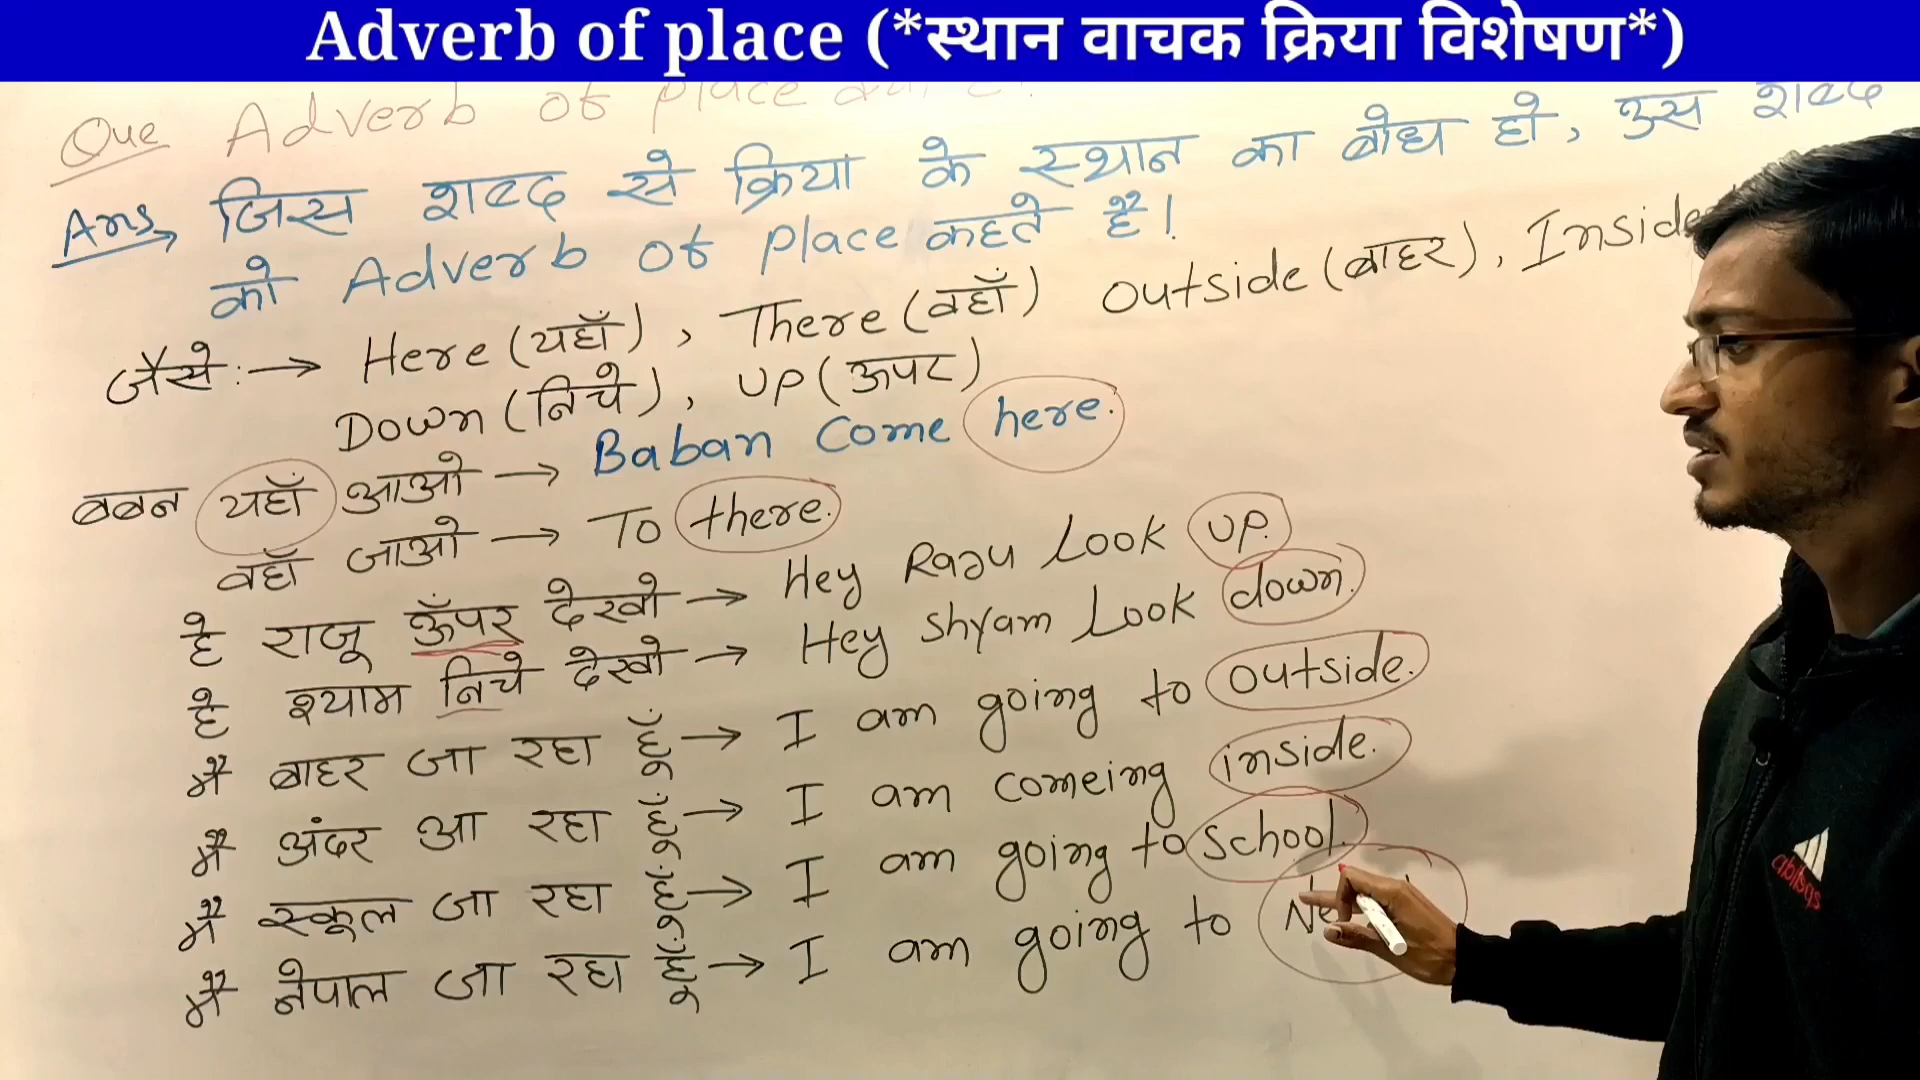 Adverb of place (*स्थान वाचक क्रिया विशेषण*)
Que Adverb of place
Ans → जिस शब्द से क्रिया के स्थान का बोध हो, उस शब्द
को Adverb of place कहते हैं!
जैसे:→ Here (यहाँ), There (वहाँ) outside (बाहर), Inside
Down (निचे), UP (ऊपर)
बबन यहाँ आओ → Baban Come here.
वहाँ जाओ → To there.
हे राजू ऊँपर देखो → Hey Raju Look up.
हे श्याम निचे देखो → Hey shyam Look down.
मैं बाहर जा रहा हूँ → I am going to outside.
मैं अंदर आ रहा हूँ → I am comeing inside.
मैं स्कूल जा रहा हूँ → I am going to school.
मैं नेपाल जा रहा हूँ → I am going to
abibas